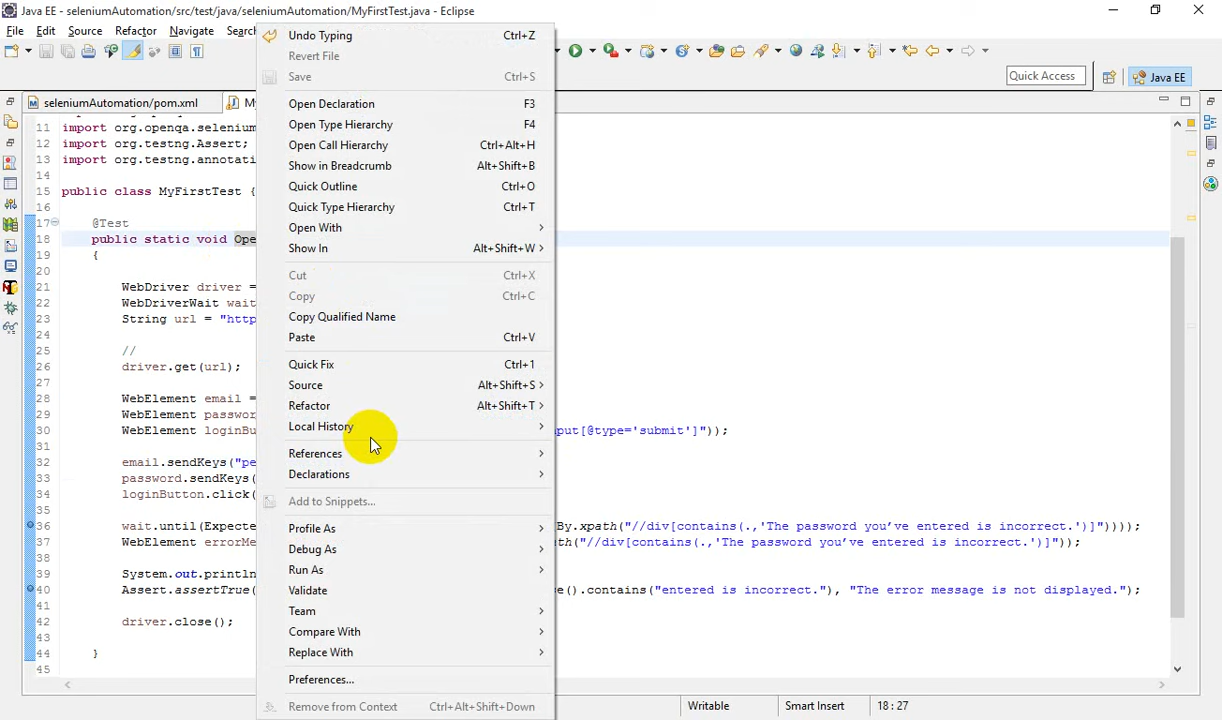 Java EE - seleniumAutomation/src/test/java/seleniumAutomation/MyFirstTest.java - Eclipse
File Edit Source Refactor Navigate Search
Quick Access
Java EE
seleniumAutomation/pom.xml
Undo Typing Ctrl+Z
Revert File
Save Ctrl+S
Open Declaration F3
Open Type Hierarchy F4
Open Call Hierarchy Ctrl+Alt+H
Show in Breadcrumb Alt+Shift+B
Quick Outline Ctrl+O
Quick Type Hierarchy Ctrl+T
Open With
Show In Alt+Shift+W
Cut Ctrl+X
Copy Ctrl+C
Copy Qualified Name
Paste Ctrl+V
Quick Fix Ctrl+1
Source Alt+Shift+S
Refactor Alt+Shift+T
Local History
References
Declarations
Add to Snippets...
Profile As
Debug As
Run As
Validate
Team
Compare With
Replace With
Preferences...
Remove from Context Ctrl+Alt+Shift+Down
11 import org.openqa.selenium
12 import org.testng.Assert;
13 import org.testng.annotati
14
15 public class MyFirstTest {
16
17 @Test
18 public static void Ope
19 {
20
21 WebDriver driver =
22 WebDriverWait wait
23 String url = "http
24
25 //
26 driver.get(url);
27
28 WebElement email =
29 WebElement passwor
30 WebElement loginBu put[@type='submit']"));
31
32 email.sendKeys("pe
33 password.sendKeys(
34 loginButton.click(
35
36 wait.until(Expecte By.xpath("//div[contains(.,'The password you’ve entered is incorrect.')]"))));
37 WebElement errorMe th("//div[contains(.,'The password you’ve entered is incorrect.')]"));
38
39 System.out.println
40 Assert.assertTrue( e().contains("entered is incorrect."), "The error message is not displayed.");
41
42 driver.close();
43
44 }
45
Writable Smart Insert 18 : 27